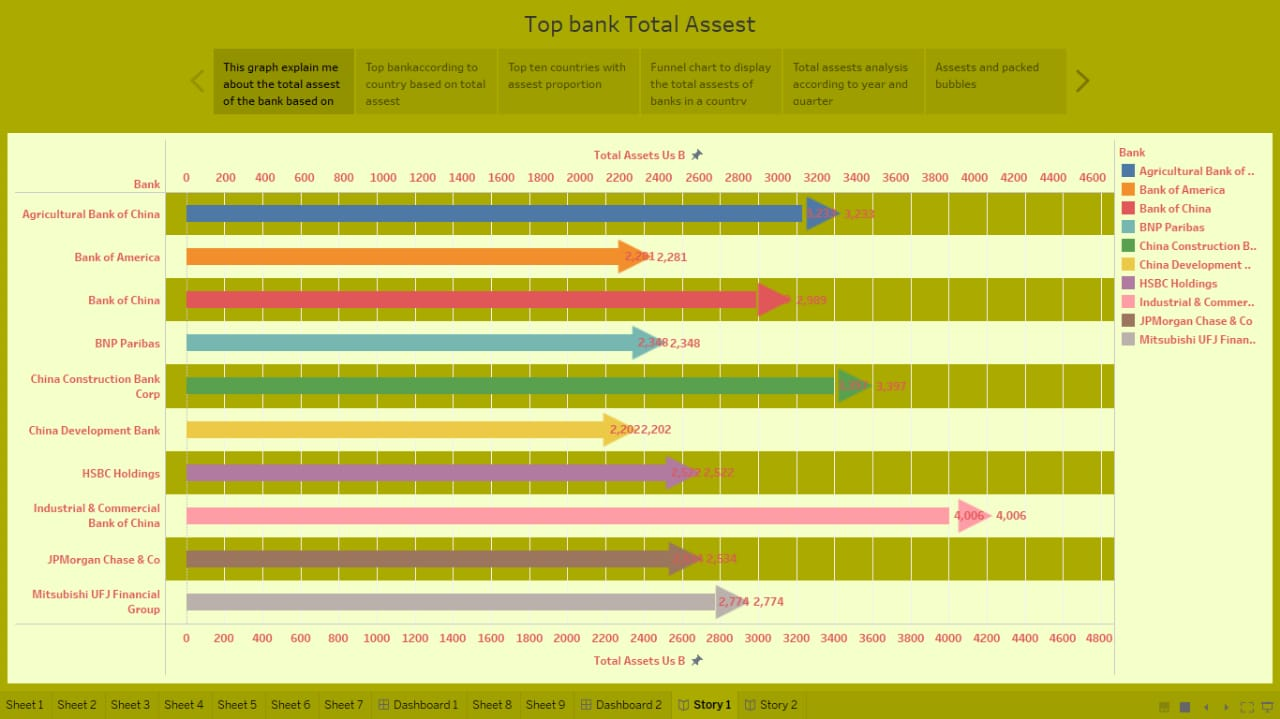 Top bank Total Assest
This graph explain me
about the total assest
of the bank based on
Top bankaccording to
country based on total
assest
Top ten countries with
assest proportion
Funnel chart to display
the total assests of
banks in a country
Total assests analysis
according to year and
quarter
Assests and packed
bubbles
Total Assets Us B
0 200 400 600 800 1000 1200 1400 1600 1800 2000 2200 2400 2600 2800 3000 3200 3400 3600 3800 4000 4200 4400 4600
Bank
Agricultural Bank of China
3,233
Bank of America
2,281 2,281
Bank of China
2,989
BNP Paribas
2,348 2,348
China Construction Bank
Corp
3,397
China Development Bank
2,202 2,202
HSBC Holdings
2,522 2,522
Industrial & Commercial
Bank of China
4,006 4,006
JPMorgan Chase & Co
2,534
Mitsubishi UFJ Financial
Group
2,774 2,774
0 200 400 600 800 1000 1200 1400 1600 1800 2000 2200 2400 2600 2800 3000 3200 3400 3600 3800 4000 4200 4400 4600 4800
Total Assets Us B
Bank
Agricultural Bank of ..
Bank of America
Bank of China
BNP Paribas
China Construction B..
China Development ..
HSBC Holdings
Industrial & Commer..
JPMorgan Chase & Co
Mitsubishi UFJ Finan..
Sheet 1 Sheet 2 Sheet 3 Sheet 4 Sheet 5 Sheet 6 Sheet 7 Dashboard 1 Sheet 8 Sheet 9 Dashboard 2 Story 1 Story 2